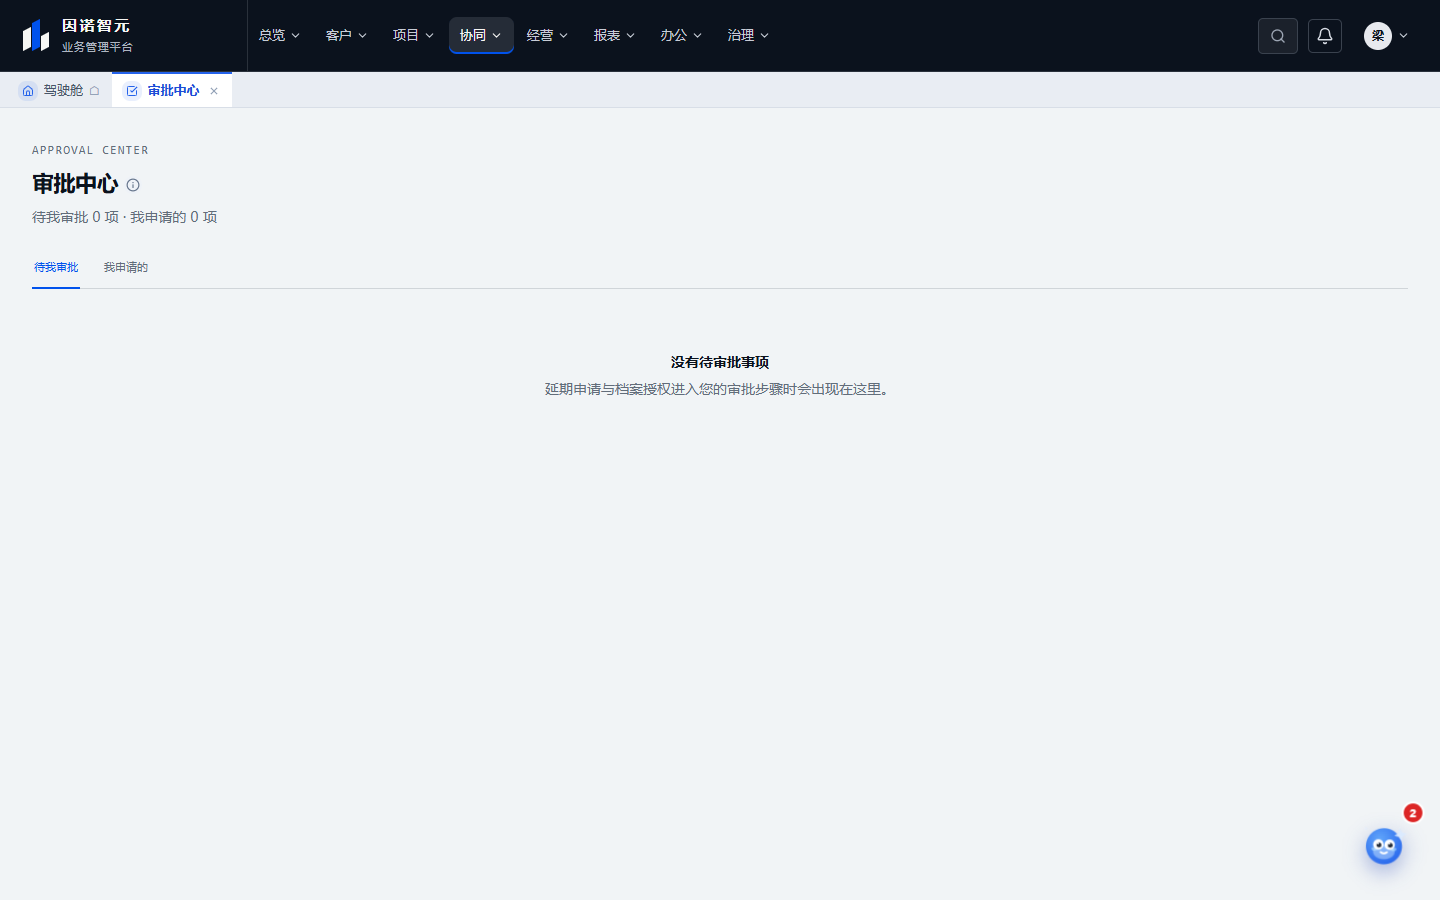 因诺智元
业务管理平台
总览
客户
项目
协同
经营
报表
办公
治理
梁
驾驶舱
审批中心
APPROVAL CENTER
审批中心
待我审批 0 项 · 我申请的 0 项
待我审批
我申请的
没有待审批事项
延期申请与档案授权进入您的审批步骤时会出现在这里。
2